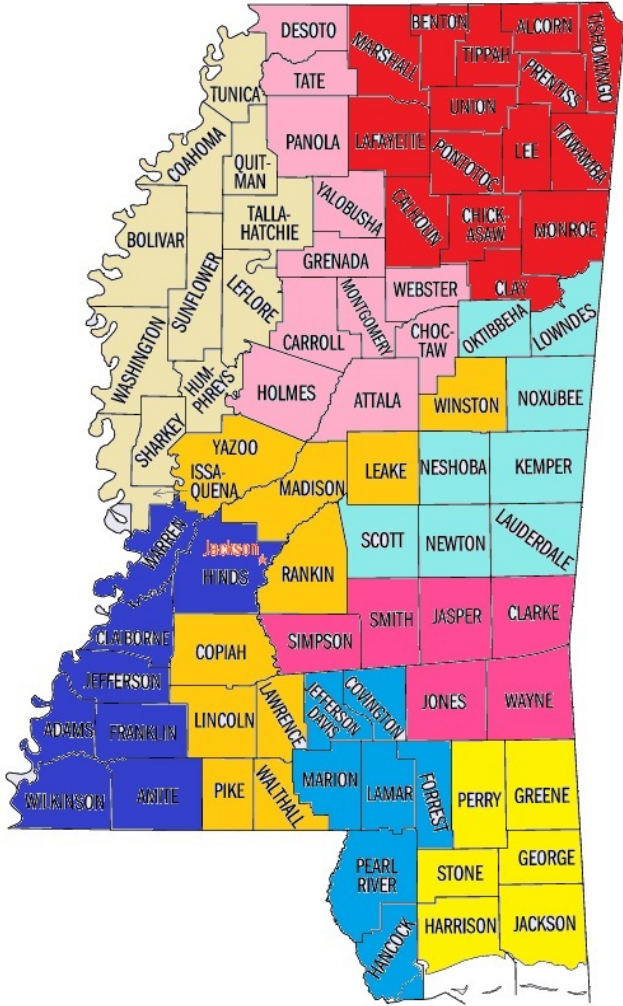 DESOTO
BENTON
ALCORN
TISHOMINGO
MARSHALL
TIPPAH
PRENTISS
TATE
TUNICA
UNION
PANOLA
LAFAYETTE
COAHOMA
QUIT-
MAN
PONTOTOC
LEE
ITAWAMBA
YALOBUSHA
CALHOUN
TALLA-
HATCHIE
CHICK-
ASAW
MONROE
BOLIVAR
GRENADA
SUNFLOWER
LEFLORE
WEBSTER
CLAY
MONTGOMERY
OKTIBBEHA
LOWNDES
CARROLL
CHOC-
TAW
WASHINGTON
HUM-
PHREYS
HOLMES
ATTALA
WINSTON
NOXUBEE
SHARKEY
YAZOO
ISSA-
QUENA
MADISON
LEAKE
NESHOBA
KEMPER
WARREN
Jackson
HINDS
RANKIN
SCOTT
NEWTON
LAUDERDALE
CLAIBORNE
COPIAH
SIMPSON
SMITH
JASPER
CLARKE
JEFFERSON
ADAMS
FRANKLIN
LINCOLN
LAWRENCE
JEFFERSON
DAVIS
COVINGTON
JONES
WAYNE
WILKINSON
AMITE
PIKE
WALTHALL
MARION
LAMAR
FORREST
PERRY
GREENE
PEARL
RIVER
STONE
GEORGE
HANCOCK
HARRISON
JACKSON